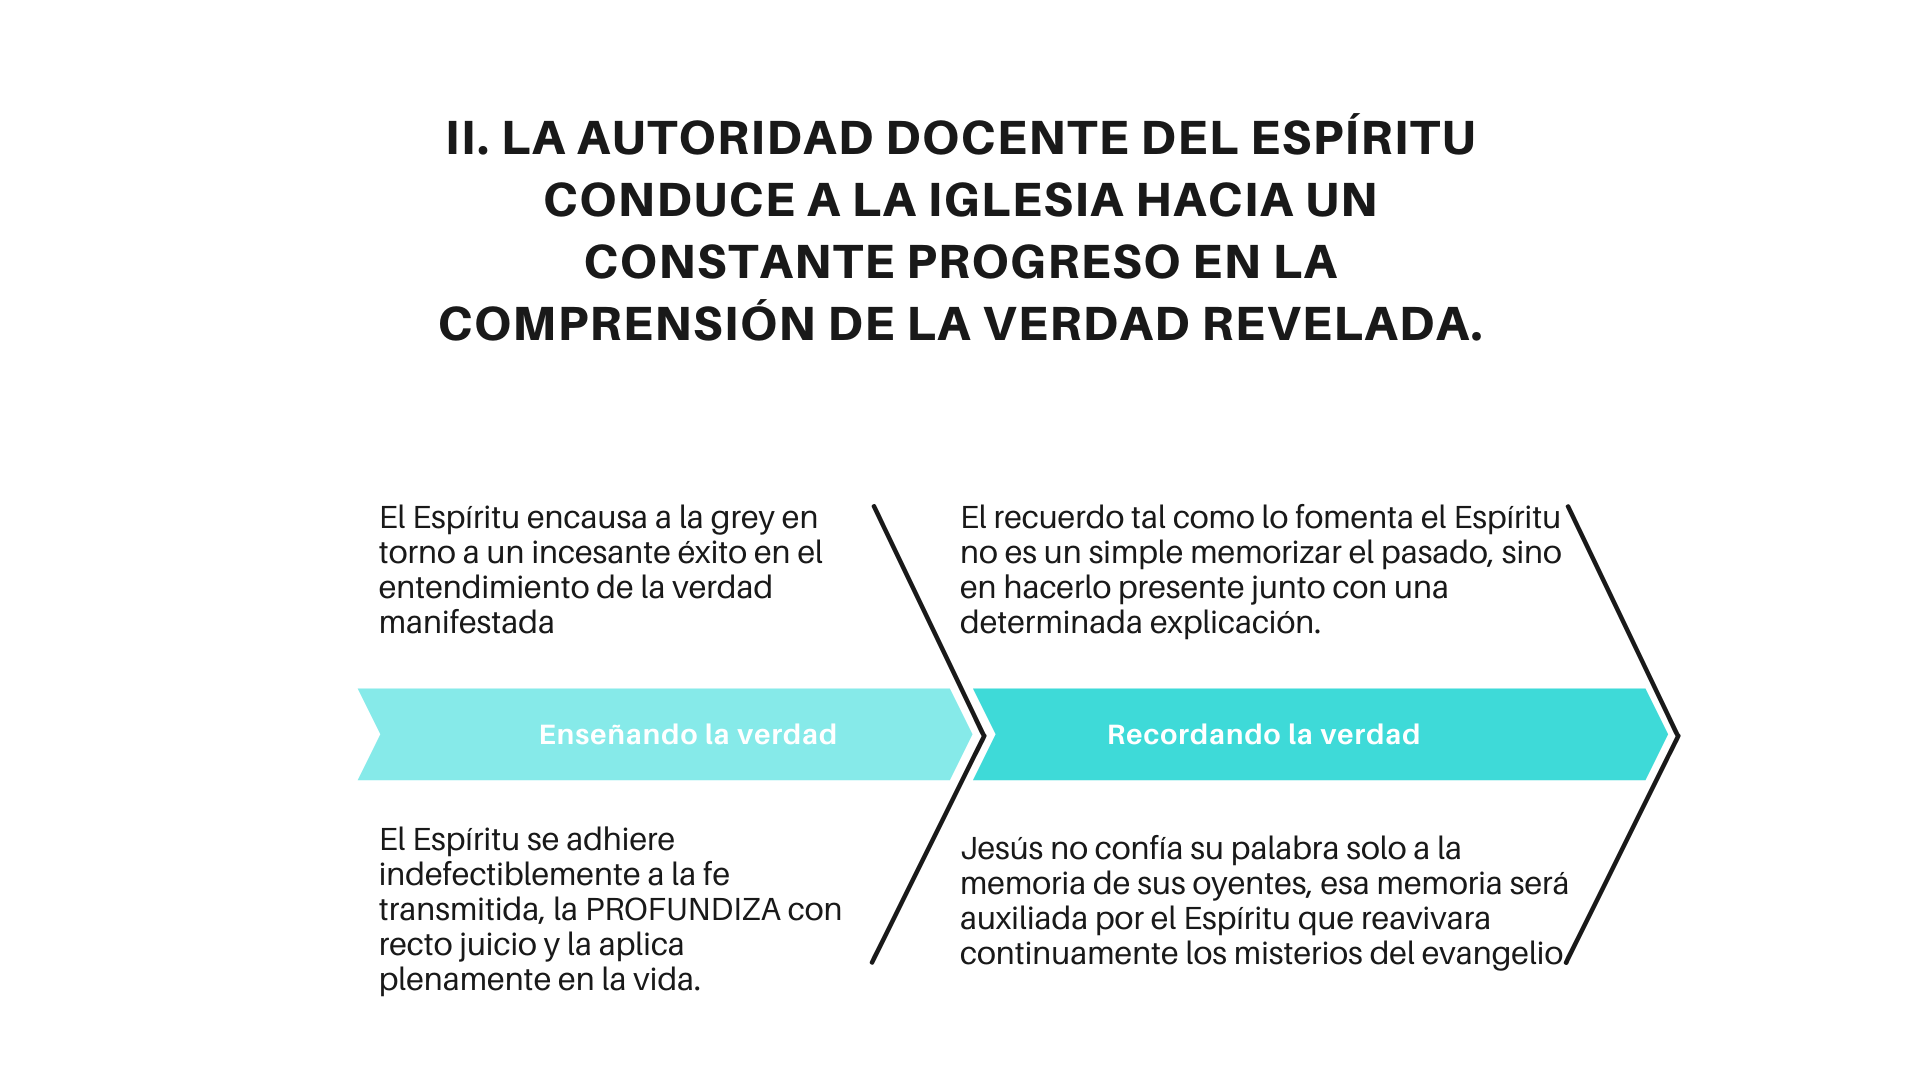 II. LA AUTORIDAD DOCENTE DEL ESPÍRITU
CONDUCE A LA IGLESIA HACIA UN
CONSTANTE PROGRESO EN LA
COMPRENSIÓN DE LA VERDAD REVELADA.
El Espíritu encausa a la grey en
torno a un incesante éxito en el
entendimiento de la verdad
manifestada
Enseñando la verdad
El Espíritu se adhiere
indefectiblemente a la fe
transmitida, la PROFUNDIZA con
recto juicio y la aplica
plenamente en la vida.
El recuerdo tal como lo fomenta el Espíritu
no es un simple memorizar el pasado, sino
en hacerlo presente junto con una
determinada explicación.
Recordando la verdad
Jesús no confía su palabra solo a la
memoria de sus oyentes, esa memoria será
auxiliada por el Espíritu que reavivara
continuamente los misterios del evangelio.